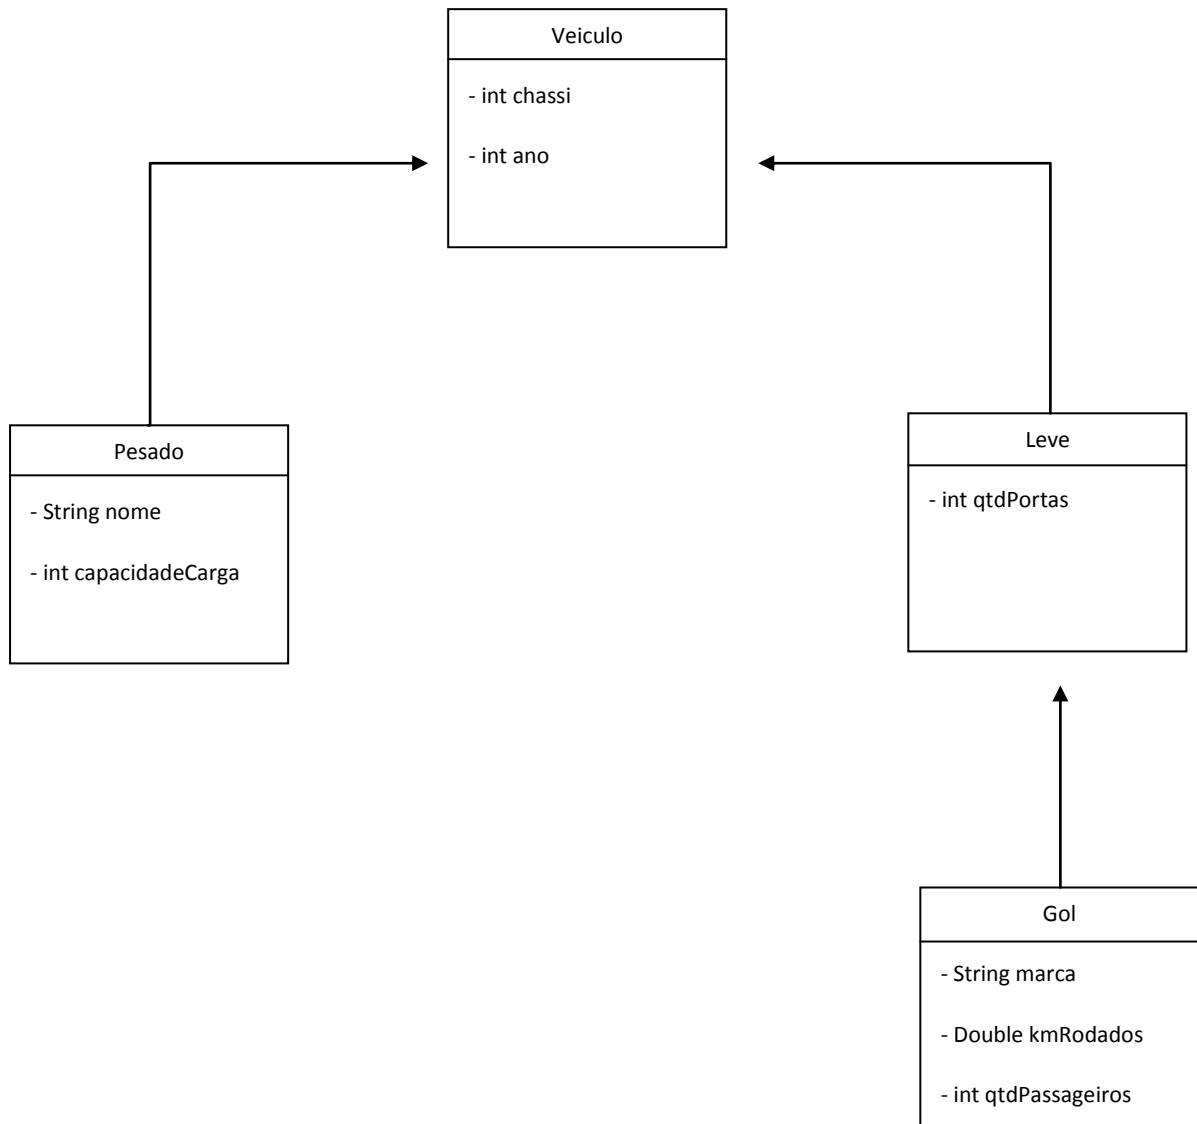 Veiculo
- int chassi
- int ano
Pesado
- String nome
- int capacidadeCarga
Leve
- int qtdPortas
Gol
- String marca
- Double kmRodados
- int qtdPassageiros